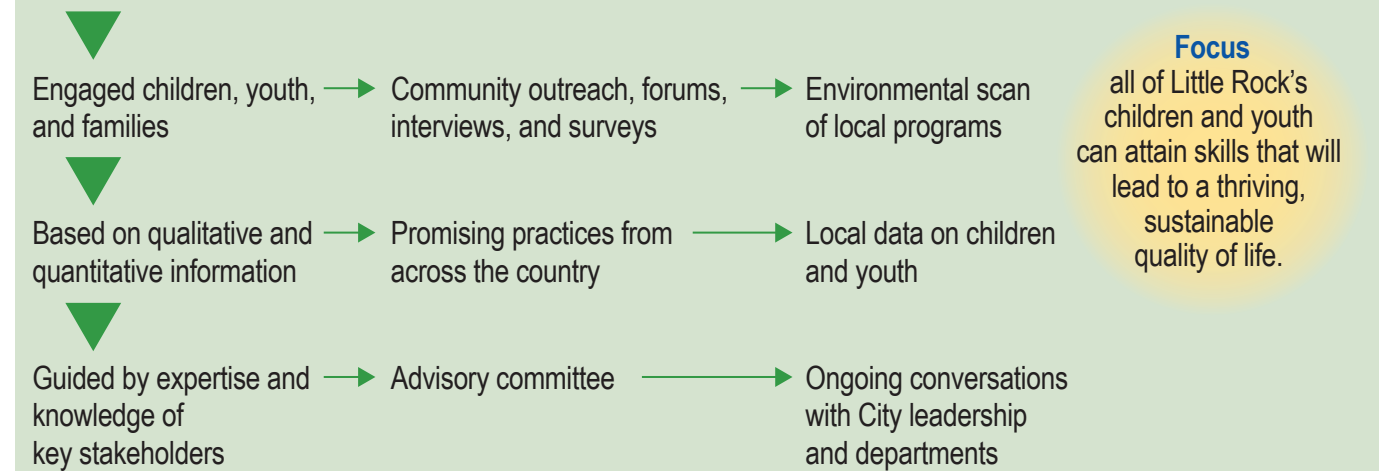 Engaged children, youth,
and families
Community outreach, forums,
interviews, and surveys
Environmental scan
of local programs
Based on qualitative and
quantitative information
Promising practices from
across the country
Local data on children
and youth
Guided by expertise and
knowledge of
key stakeholders
Advisory committee
Ongoing conversations
with City leadership
and departments
Focus
all of Little Rock’s
children and youth
can attain skills that will
lead to a thriving,
sustainable
quality of life.